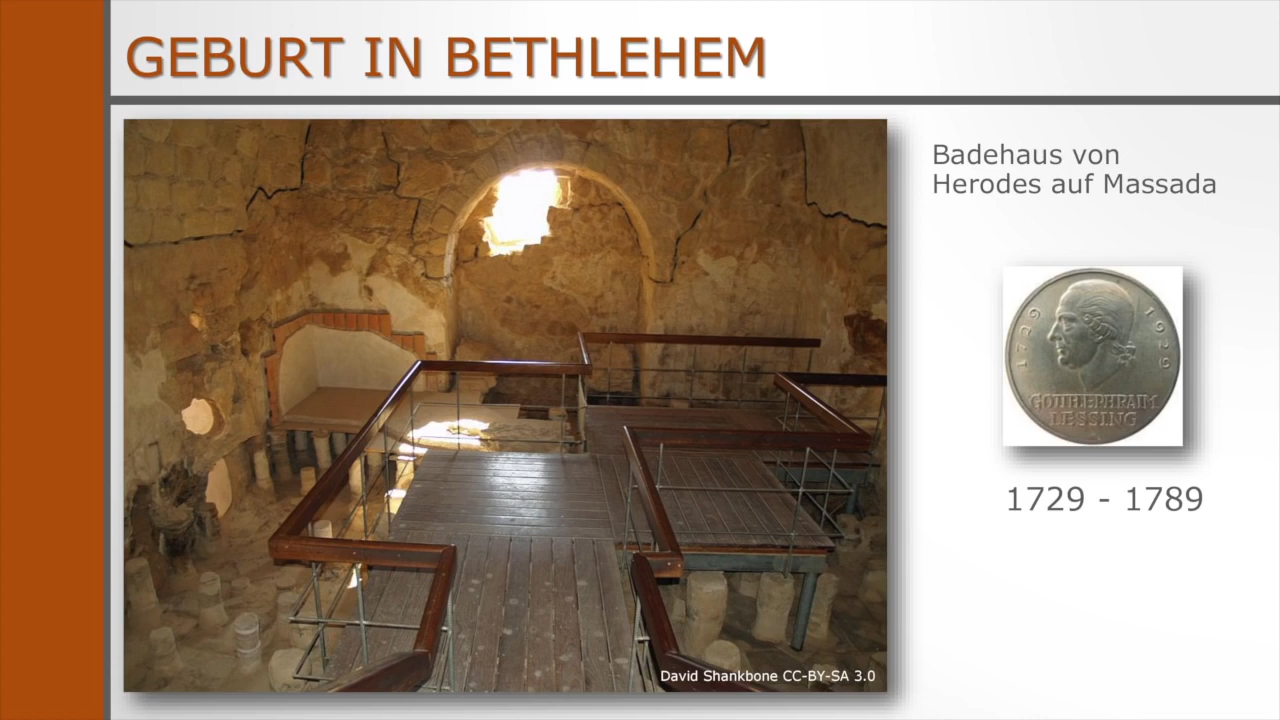 GEBURT IN BETHLEHEM
Badehaus von
Herodes auf Massada
1729 1929
GOTTH. EPHRAIM
LESSING
1729 - 1789
David Shankbone CC-BY-SA 3.0